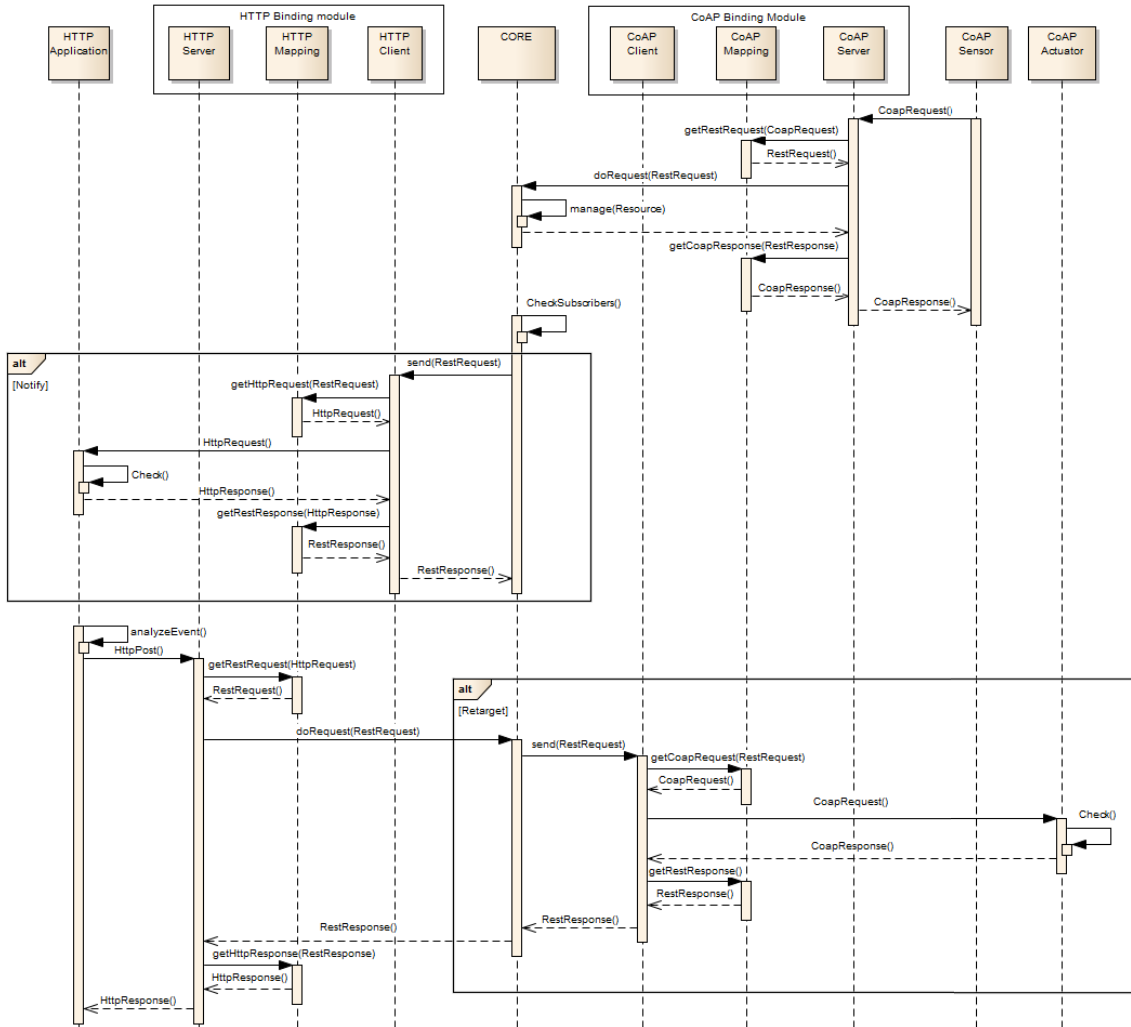 HTTP Binding module
CoAP Binding Module
HTTP
Application
HTTP
Server
HTTP
Mapping
HTTP
Client
CORE
CoAP
Client
CoAP
Mapping
CoAP
Server
CoAP
Sensor
CoAP
Actuator
CoapRequest()
getRestRequest(CoapRequest)
RestRequest()
doRequest(RestRequest)
manage(Resource)
getCoapResponse(RestResponse)
CoapResponse()
CoapResponse()
CheckSubscribers()
alt
[Notify]
send(RestRequest)
getHttpRequest(RestRequest)
HttpRequest()
HttpRequest()
Check()
HttpResponse()
getRestResponse(HttpResponse)
RestResponse()
RestResponse()
analyzeEvent()
HttpPost()
getRestRequest(HttpRequest)
RestRequest()
alt
[Retarget]
doRequest(RestRequest)
send(RestRequest)
getCoapRequest(RestRequest)
CoapRequest()
CoapRequest()
Check()
CoapResponse()
getRestResponse()
RestResponse()
RestResponse()
RestResponse()
getHttpResponse(RestResponse)
HttpResponse()
HttpResponse()